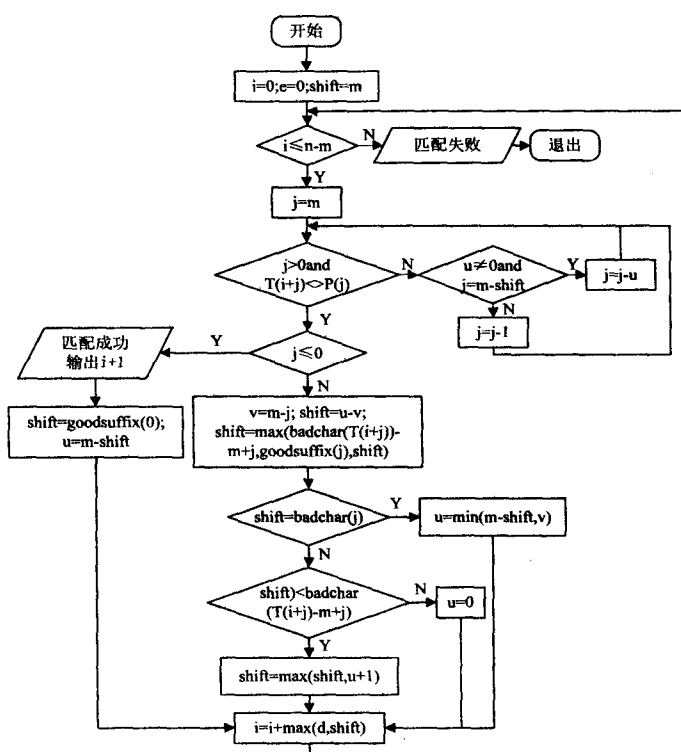 开始
i=0;e=0;shift=m
i≤n-m
N
匹配失败
退出
Y
j=m
j>0and
T(i+j)<>P(j)
N
u≠0and
j=m-shift
Y
j=j-u
N
j=j-1
Y
j≤0
Y
匹配成功
输出i+1
N
shift=goodsuffix(0);
u=m-shift
v=m-j; shift=u-v;
shift=max(badchar(T(i+j))-
m+j,goodsuffix(j),shift)
shift=badchar(j)
Y
u=min(m-shift,v)
N
shift)<badchar
(T(i+j)-m+j)
N
u=0
Y
shift=max(shift,u+1)
i=i+max(d,shift)